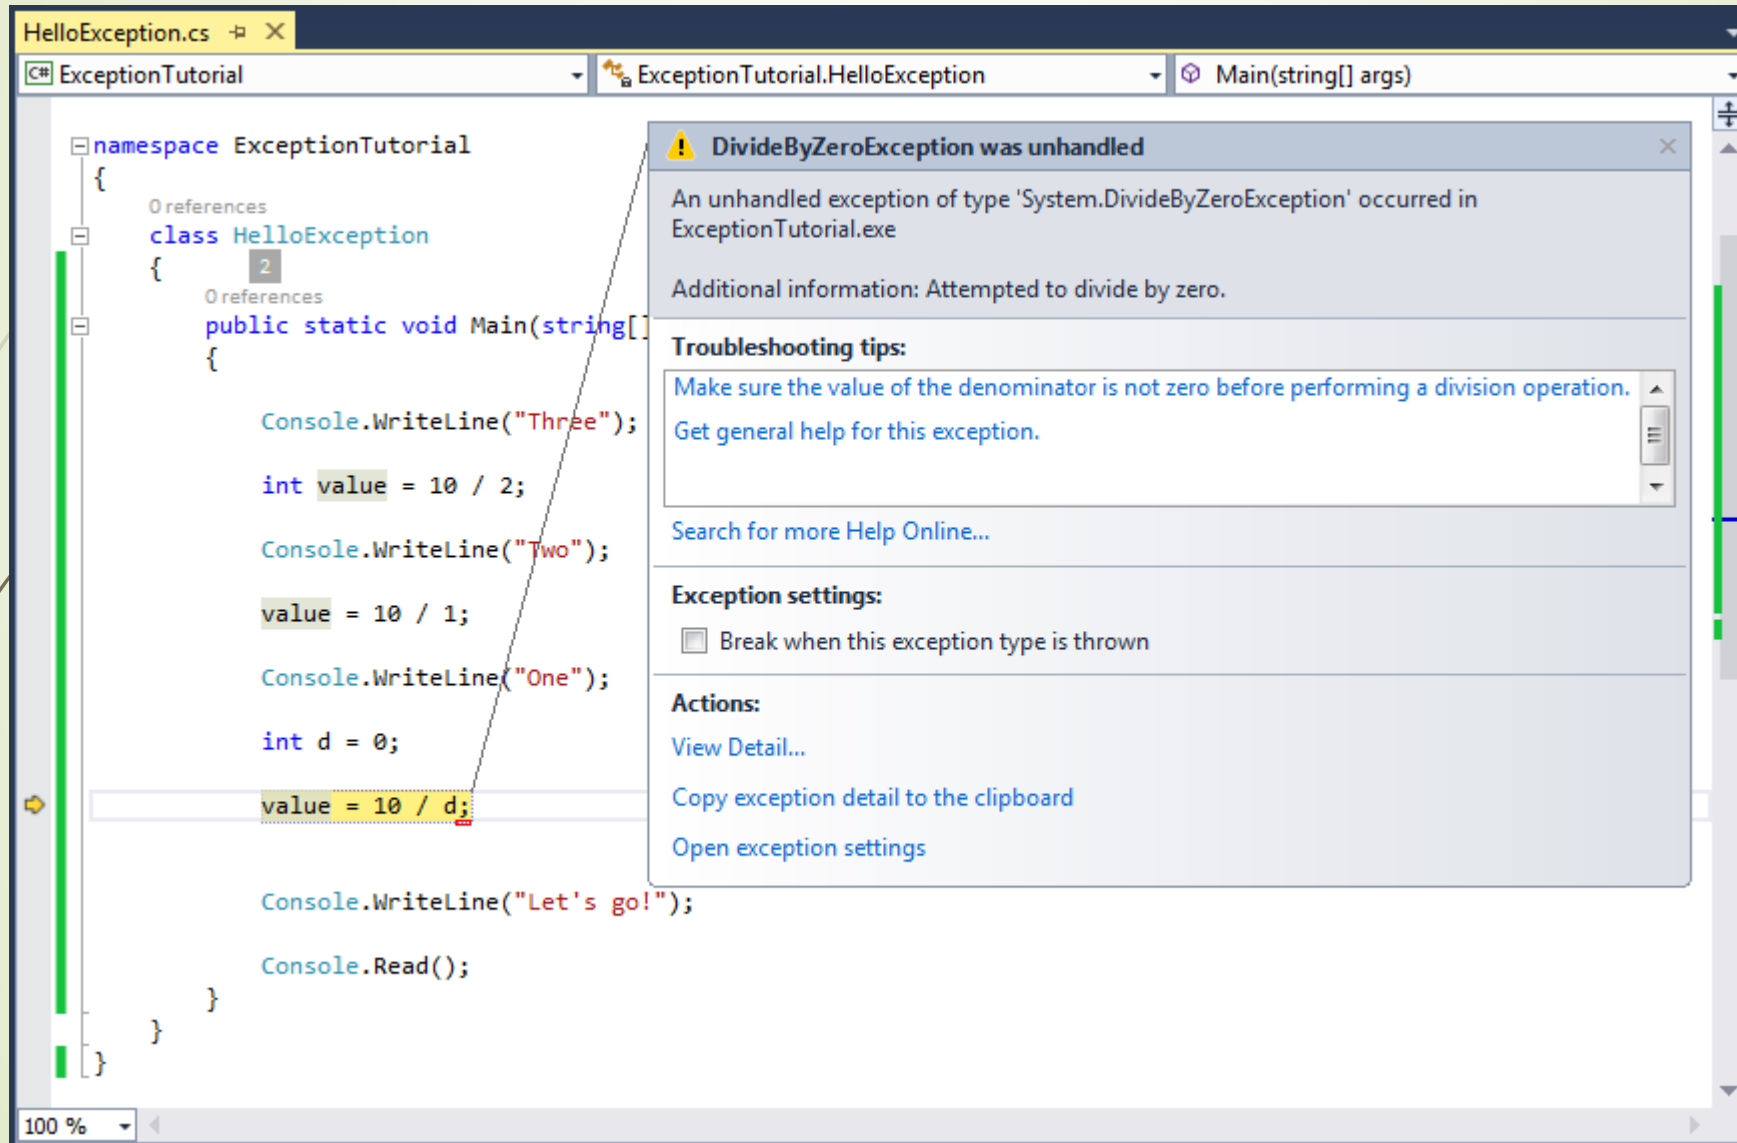 HelloException.cs
C# ExceptionTutorial
ExceptionTutorial.HelloException
Main(string[] args)
namespace ExceptionTutorial
{
0 references
class HelloException
{
2
0 references
public static void Main(string[]
{
Console.WriteLine("Three");
int value = 10 / 2;
Console.WriteLine("Two");
value = 10 / 1;
Console.WriteLine("One");
int d = 0;
value = 10 / d;
Console.WriteLine("Let's go!");
Console.Read();
}
}
}
DivideByZeroException was unhandled
An unhandled exception of type 'System.DivideByZeroException' occurred in
ExceptionTutorial.exe
Additional information: Attempted to divide by zero.
Troubleshooting tips:
Make sure the value of the denominator is not zero before performing a division operation.
Get general help for this exception.
Search for more Help Online...
Exception settings:
Break when this exception type is thrown
Actions:
View Detail...
Copy exception detail to the clipboard
Open exception settings
100 %